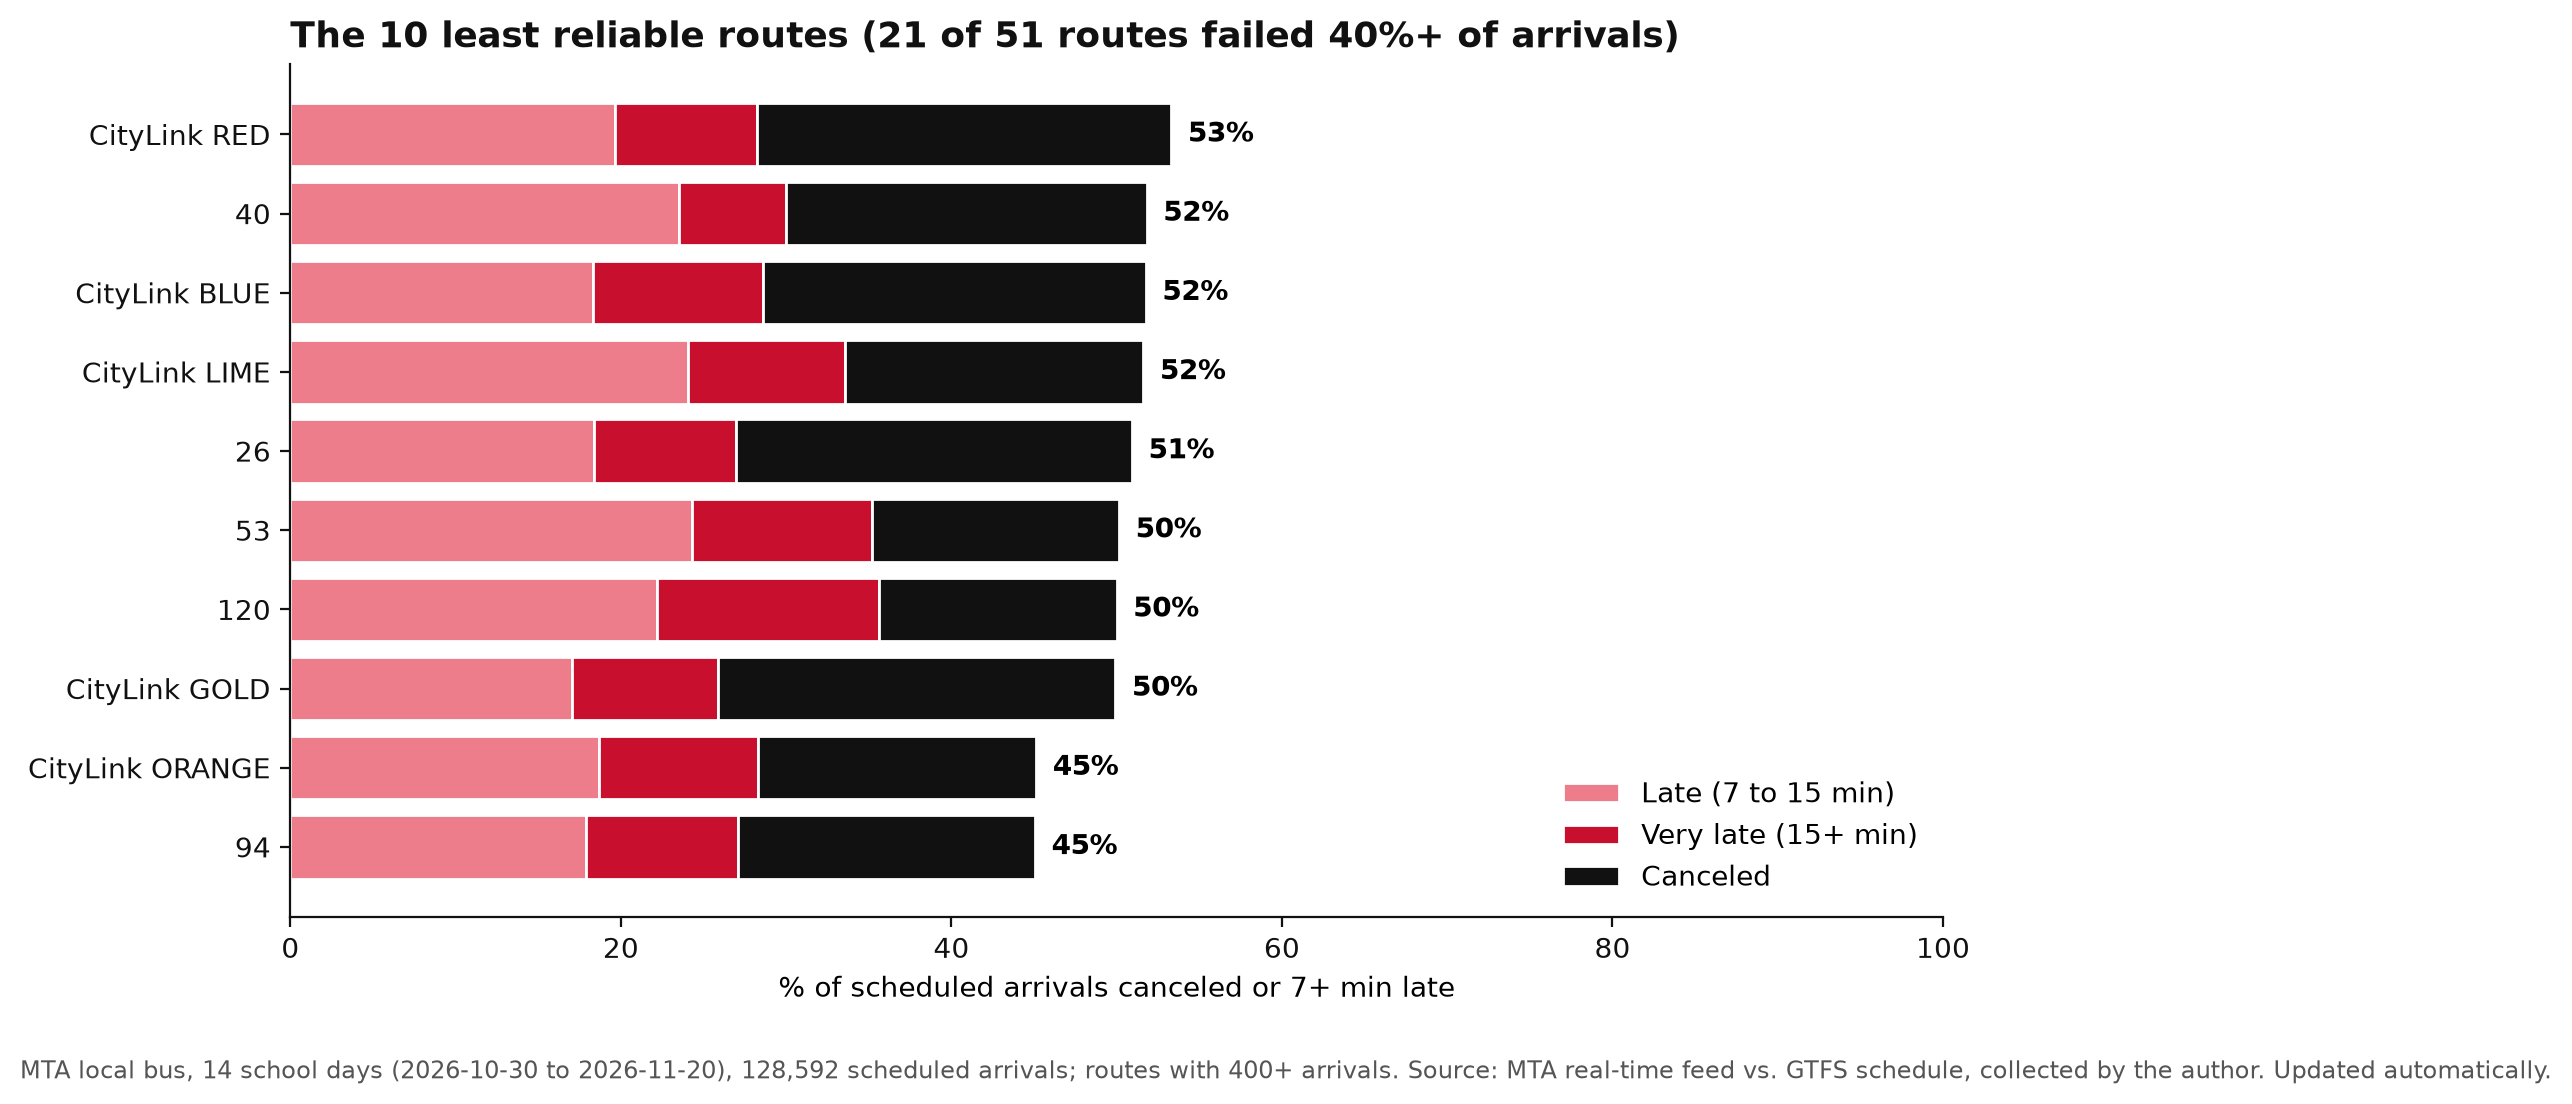 The 10 least reliable routes (21 of 51 routes failed 40%+ of arrivals)
CityLink RED 53%
40 52%
CityLink BLUE 52%
CityLink LIME 52%
26 51%
53 50%
120 50%
CityLink GOLD 50%
CityLink ORANGE 45%
94 45%
Late (7 to 15 min)
Very late (15+ min)
Canceled
0 20 40 60 80 100
% of scheduled arrivals canceled or 7+ min late
MTA local bus, 14 school days (2026-10-30 to 2026-11-20), 128,592 scheduled arrivals; routes with 400+ arrivals. Source: MTA real-time feed vs. GTFS schedule, collected by the author. Updated automatically.